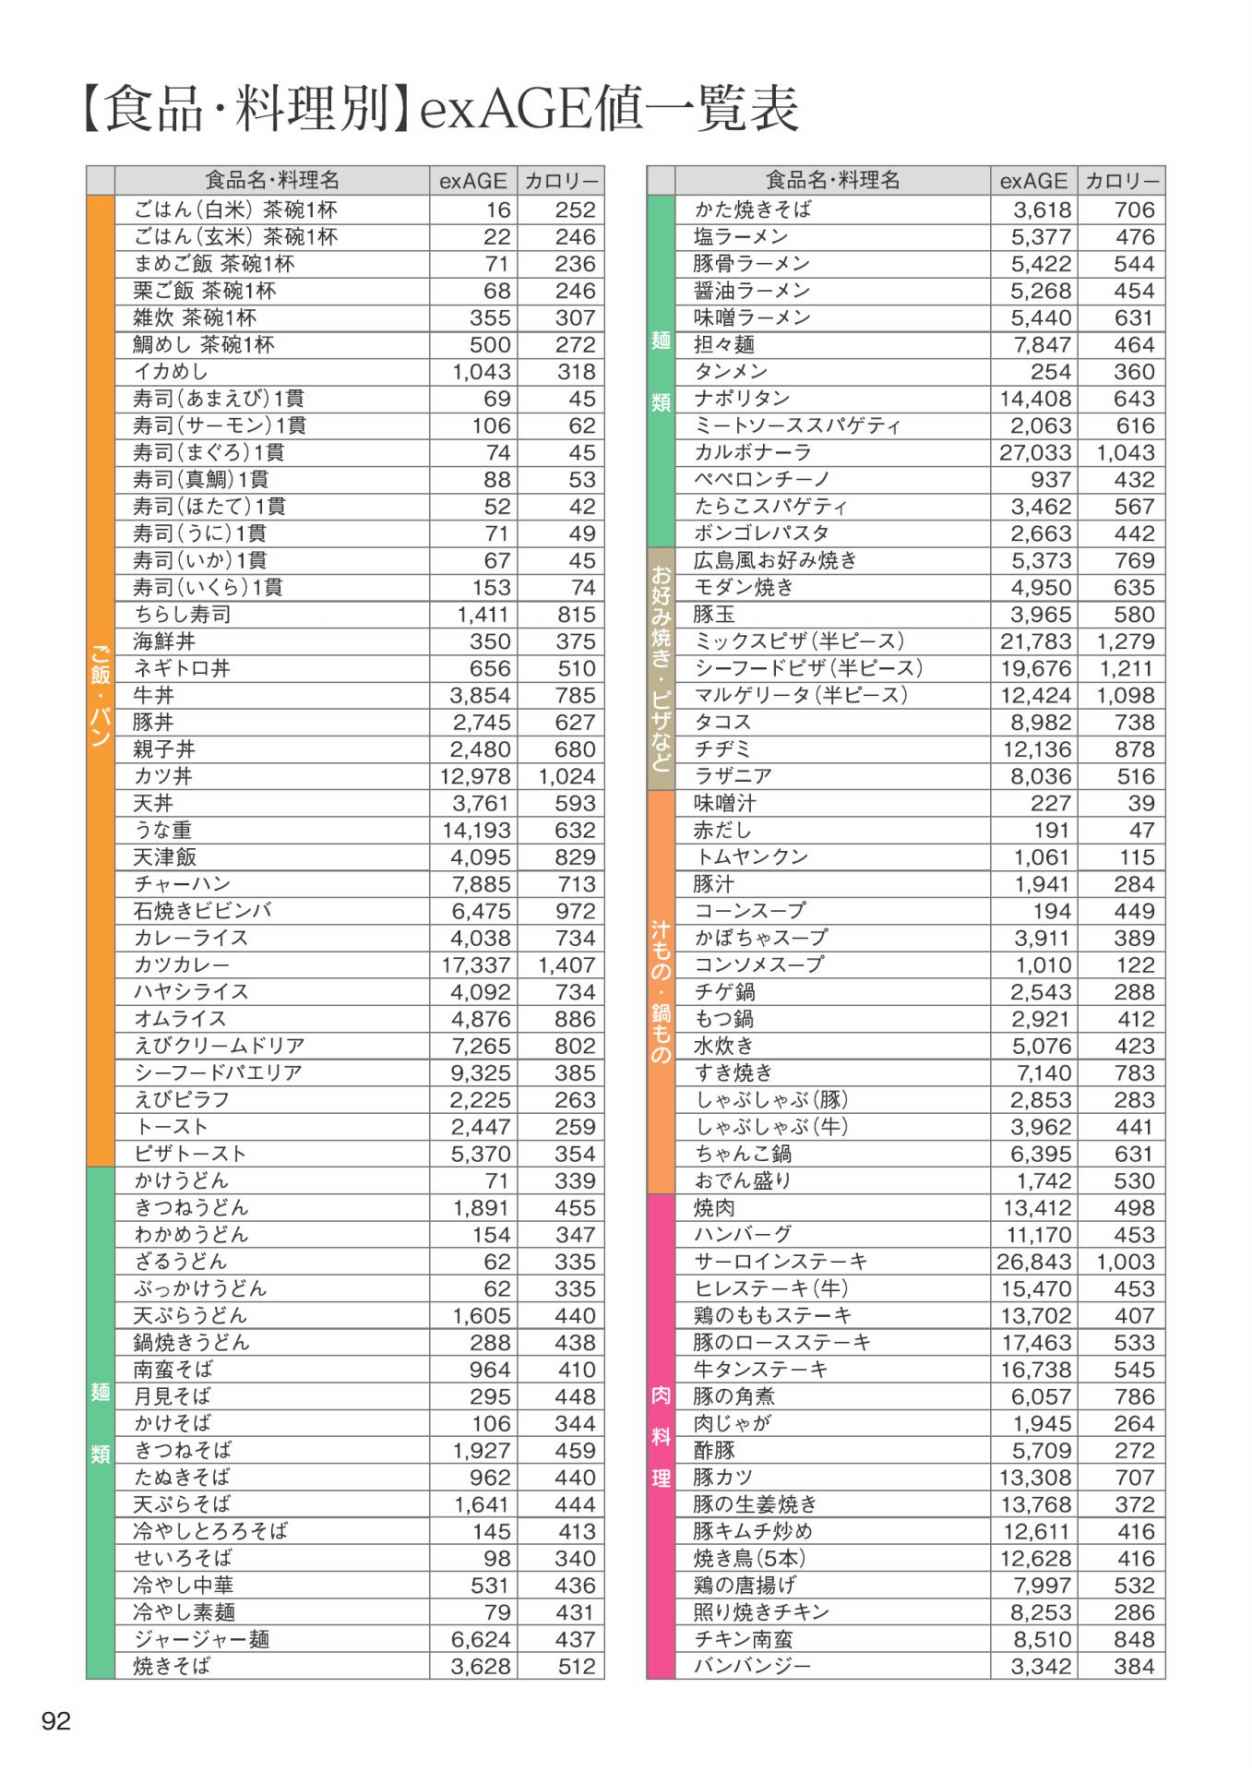 【食品・料理別】exAGE値一覧表
食品名・料理名 exAGE カロリー
ご飯・パン
ごはん(白米) 茶碗1杯 16 252
ごはん(玄米) 茶碗1杯 22 246
まめご飯 茶碗1杯 71 236
栗ご飯 茶碗1杯 68 246
雑炊 茶碗1杯 355 307
鯛めし 茶碗1杯 500 272
イカめし 1,043 318
寿司(あまえび)1貫 69 45
寿司(サーモン)1貫 106 62
寿司(まぐろ)1貫 74 45
寿司(真鯛)1貫 88 53
寿司(ほたて)1貫 52 42
寿司(うに)1貫 71 49
寿司(いか)1貫 67 45
寿司(いくら)1貫 153 74
ちらし寿司 1,411 815
海鮮丼 350 375
ネギトロ丼 656 510
牛丼 3,854 785
豚丼 2,745 627
親子丼 2,480 680
カツ丼 12,978 1,024
天丼 3,761 593
うな重 14,193 632
天津飯 4,095 829
チャーハン 7,885 713
石焼きビビンバ 6,475 972
カレーライス 4,038 734
カツカレー 17,337 1,407
ハヤシライス 4,092 734
オムライス 4,876 886
えびクリームドリア 7,265 802
シーフードパエリア 9,325 385
えびピラフ 2,225 263
トースト 2,447 259
ピザトースト 5,370 354
麺類
かけうどん 71 339
きつねうどん 1,891 455
わかめうどん 154 347
ざるうどん 62 335
ぶっかけうどん 62 335
天ぷらうどん 1,605 440
鍋焼きうどん 288 438
南蛮そば 964 410
月見そば 295 448
かけそば 106 344
きつねそば 1,927 459
たぬきそば 962 440
天ぷらそば 1,641 444
冷やしとろろそば 145 413
せいろそば 98 340
冷やし中華 531 436
冷やし素麺 79 431
ジャージャー麺 6,624 437
焼きそば 3,628 512
食品名・料理名 exAGE カロリー
麺類
かた焼きそば 3,618 706
塩ラーメン 5,377 476
豚骨ラーメン 5,422 544
醤油ラーメン 5,268 454
味噌ラーメン 5,440 631
担々麺 7,847 464
タンメン 254 360
ナポリタン 14,408 643
ミートソーススパゲティ 2,063 616
カルボナーラ 27,033 1,043
ペペロンチーノ 937 432
たらこスパゲティ 3,462 567
ボンゴレパスタ 2,663 442
お好み焼き・ピザなど
広島風お好み焼き 5,373 769
モダン焼き 4,950 635
豚玉 3,965 580
ミックスピザ(半ピース) 21,783 1,279
シーフードピザ(半ピース) 19,676 1,211
マルゲリータ(半ピース) 12,424 1,098
タコス 8,982 738
チヂミ 12,136 878
ラザニア 8,036 516
汁もの・鍋もの
味噌汁 227 39
赤だし 191 47
トムヤンクン 1,061 115
豚汁 1,941 284
コーンスープ 194 449
かぼちゃスープ 3,911 389
コンソメスープ 1,010 122
チゲ鍋 2,543 288
もつ鍋 2,921 412
水炊き 5,076 423
すき焼き 7,140 783
しゃぶしゃぶ(豚) 2,853 283
しゃぶしゃぶ(牛) 3,962 441
ちゃんこ鍋 6,395 631
おでん盛り 1,742 530
肉料理
焼肉 13,412 498
ハンバーグ 11,170 453
サーロインステーキ 26,843 1,003
ヒレステーキ(牛) 15,470 453
鶏のももステーキ 13,702 407
豚のロースステーキ 17,463 533
牛タンステーキ 16,738 545
豚の角煮 6,057 786
肉じゃが 1,945 264
酢豚 5,709 272
豚カツ 13,308 707
豚の生姜焼き 13,768 372
豚キムチ炒め 12,611 416
焼き鳥(5本) 12,628 416
鶏の唐揚げ 7,997 532
照り焼きチキン 8,253 286
チキン南蛮 8,510 848
バンバンジー 3,342 384
92